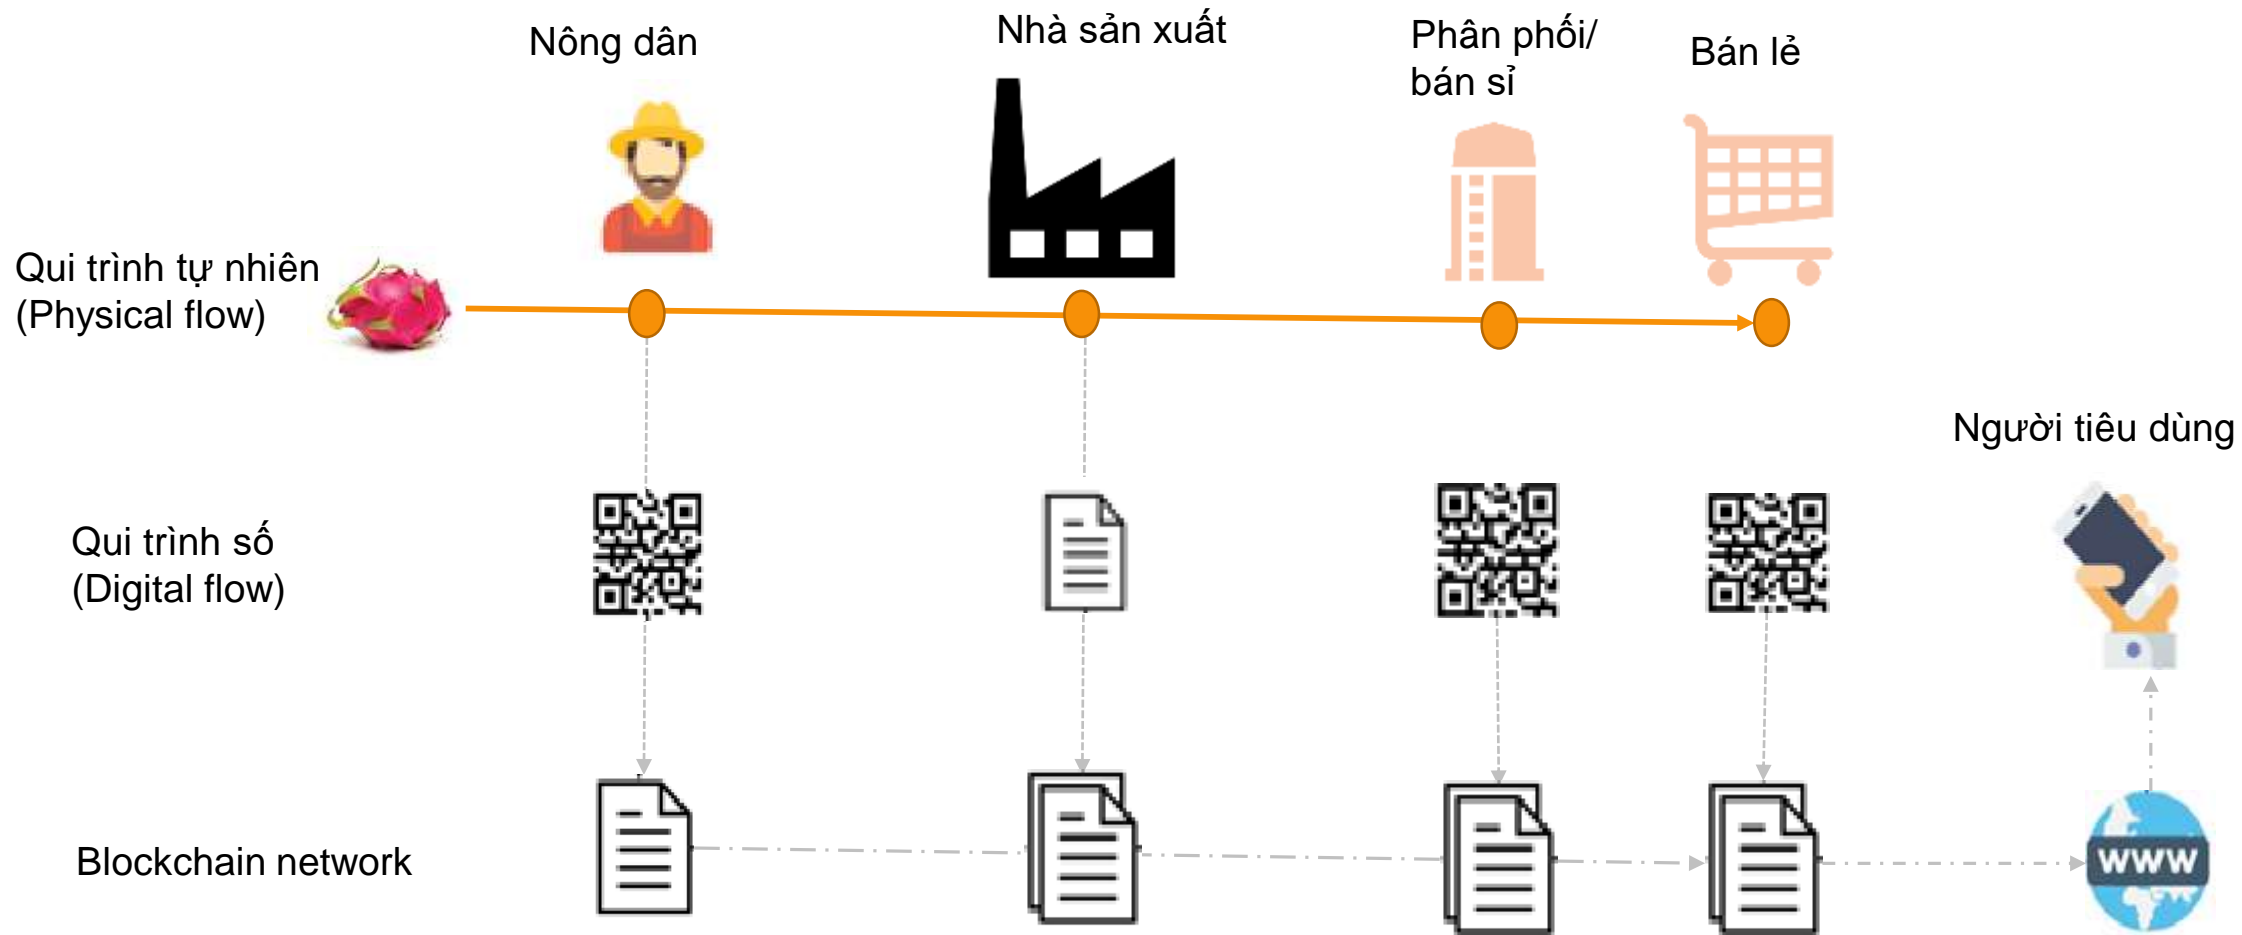 Nông dân
Nhà sản xuất
Phân phối/
bán sỉ
Bán lẻ
Qui trình tự nhiên
(Physical flow)
Người tiêu dùng
Qui trình số
(Digital flow)
Blockchain network
www